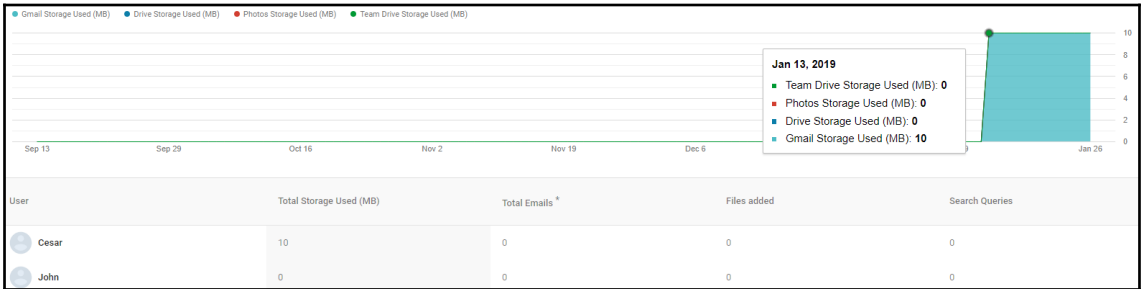 Gmail Storage Used (MB) Drive Storage Used (MB) Photos Storage Used (MB) Team Drive Storage Used (MB)
10
8
6
4
2
0
Jan 13, 2019
Team Drive Storage Used (MB): 0
Photos Storage Used (MB): 0
Drive Storage Used (MB): 0
Gmail Storage Used (MB): 10
Sep 13 Sep 29 Oct 16 Nov 2 Nov 19 Dec 6 Jan 26
User Total Storage Used (MB) Total Emails * Files added Search Queries
Cesar 10 0 0 0
John 0 0 0 0